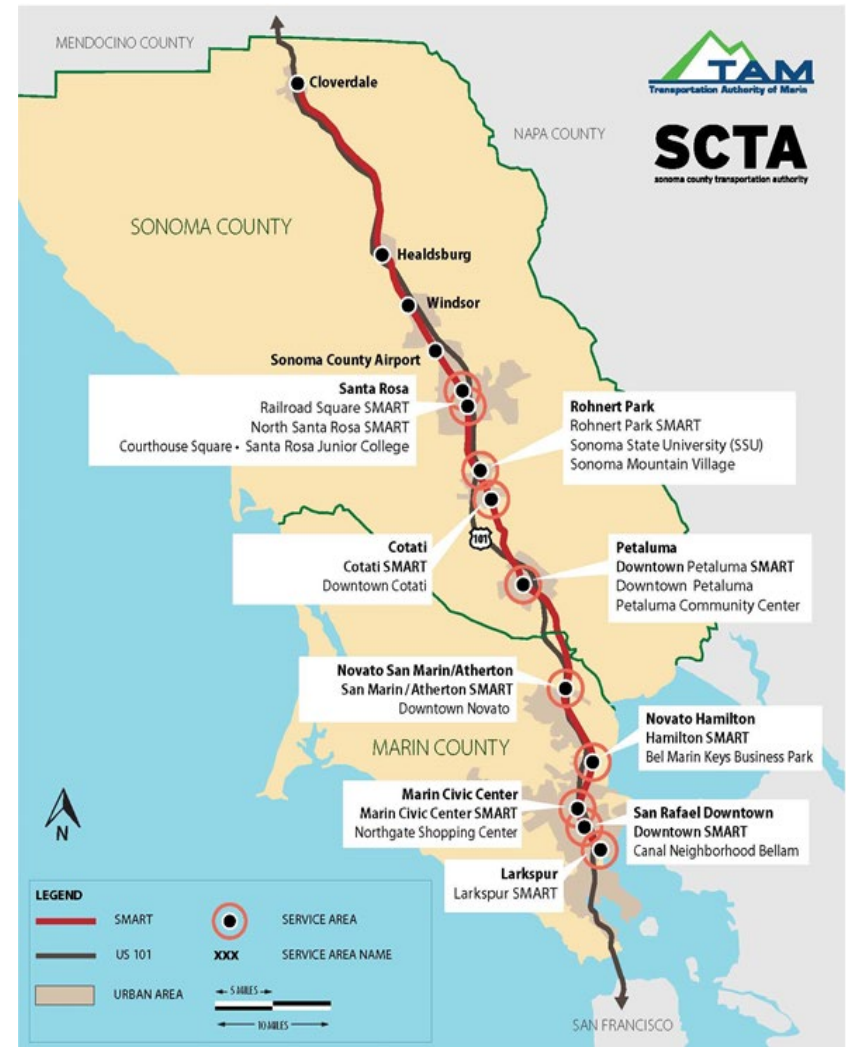 MENDOCINO COUNTY
TAM
Transportation Authority of Marin
Cloverdale
NAPA COUNTY
SCTA
sonoma county transportation authority
SONOMA COUNTY
Healdsburg
Windsor
Sonoma County Airport
Santa Rosa
Railroad Square SMART
North Santa Rosa SMART
Courthouse Square • Santa Rosa Junior College
Rohnert Park
Rohnert Park SMART
Sonoma State University (SSU)
Sonoma Mountain Village
101
Cotati
Cotati SMART
Downtown Cotati
Petaluma
Downtown Petaluma SMART
Downtown Petaluma
Petaluma Community Center
Novato San Marin/Atherton
San Marin / Atherton SMART
Downtown Novato
MARIN COUNTY
Novato Hamilton
Hamilton SMART
Bel Marin Keys Business Park
Marin Civic Center
Marin Civic Center SMART
Northgate Shopping Center
San Rafael Downtown
Downtown SMART
Canal Neighborhood Bellam
Larkspur
Larkspur SMART
N
LEGEND
SMART
SERVICE AREA
US 101
XXX
SERVICE AREA NAME
URBAN AREA
5 MILES
10 MILES
SAN FRANCISCO